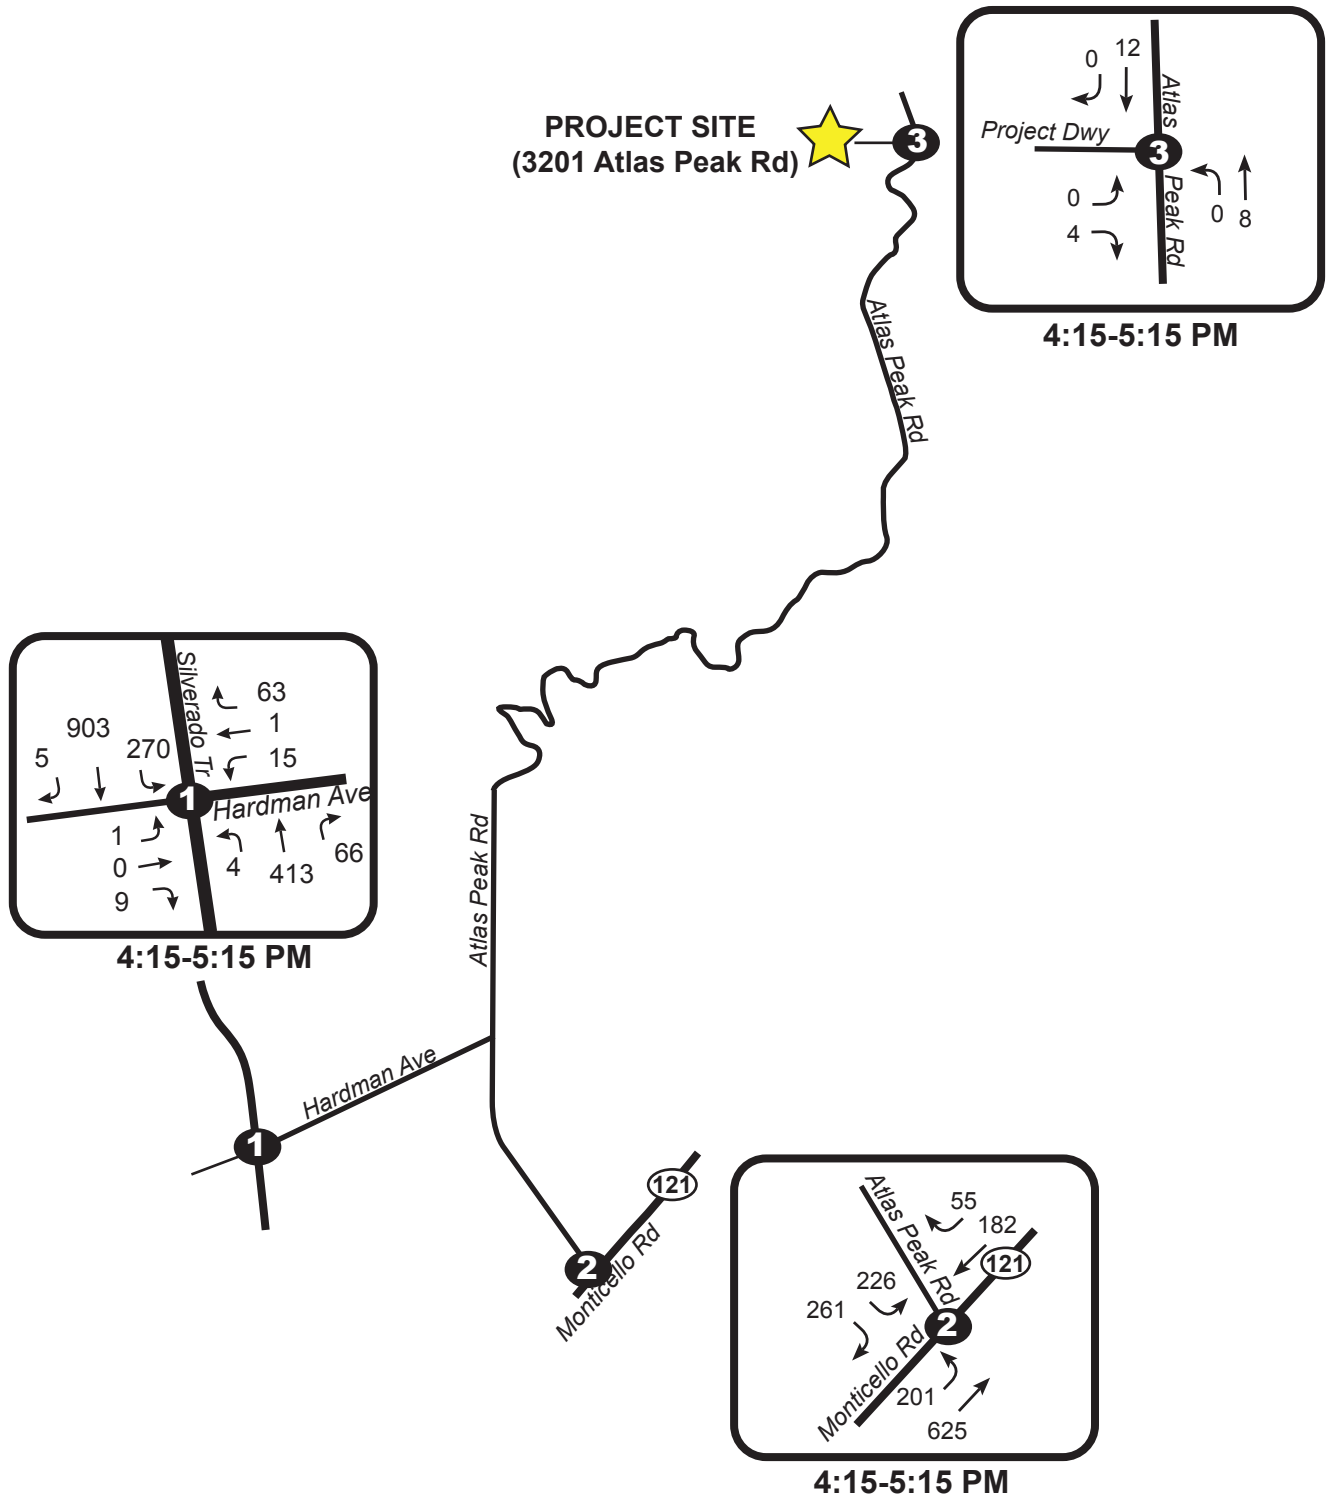 PROJECT SITE
(3201 Atlas Peak Rd)
3
0
12
Atlas
Project Dwy
3
Peak Rd
0
4
0
8
4:15-5:15 PM
Atlas Peak Rd
Silverado Tr
63
1
15
903
5
270
1
Hardman Ave
1
0
9
4
413
66
4:15-5:15 PM
Atlas Peak Rd
Hardman Ave
1
121
2
Monticello Rd
Atlas Peak Rd
55
182
121
226
261
2
Monticello Rd
201
625
4:15-5:15 PM